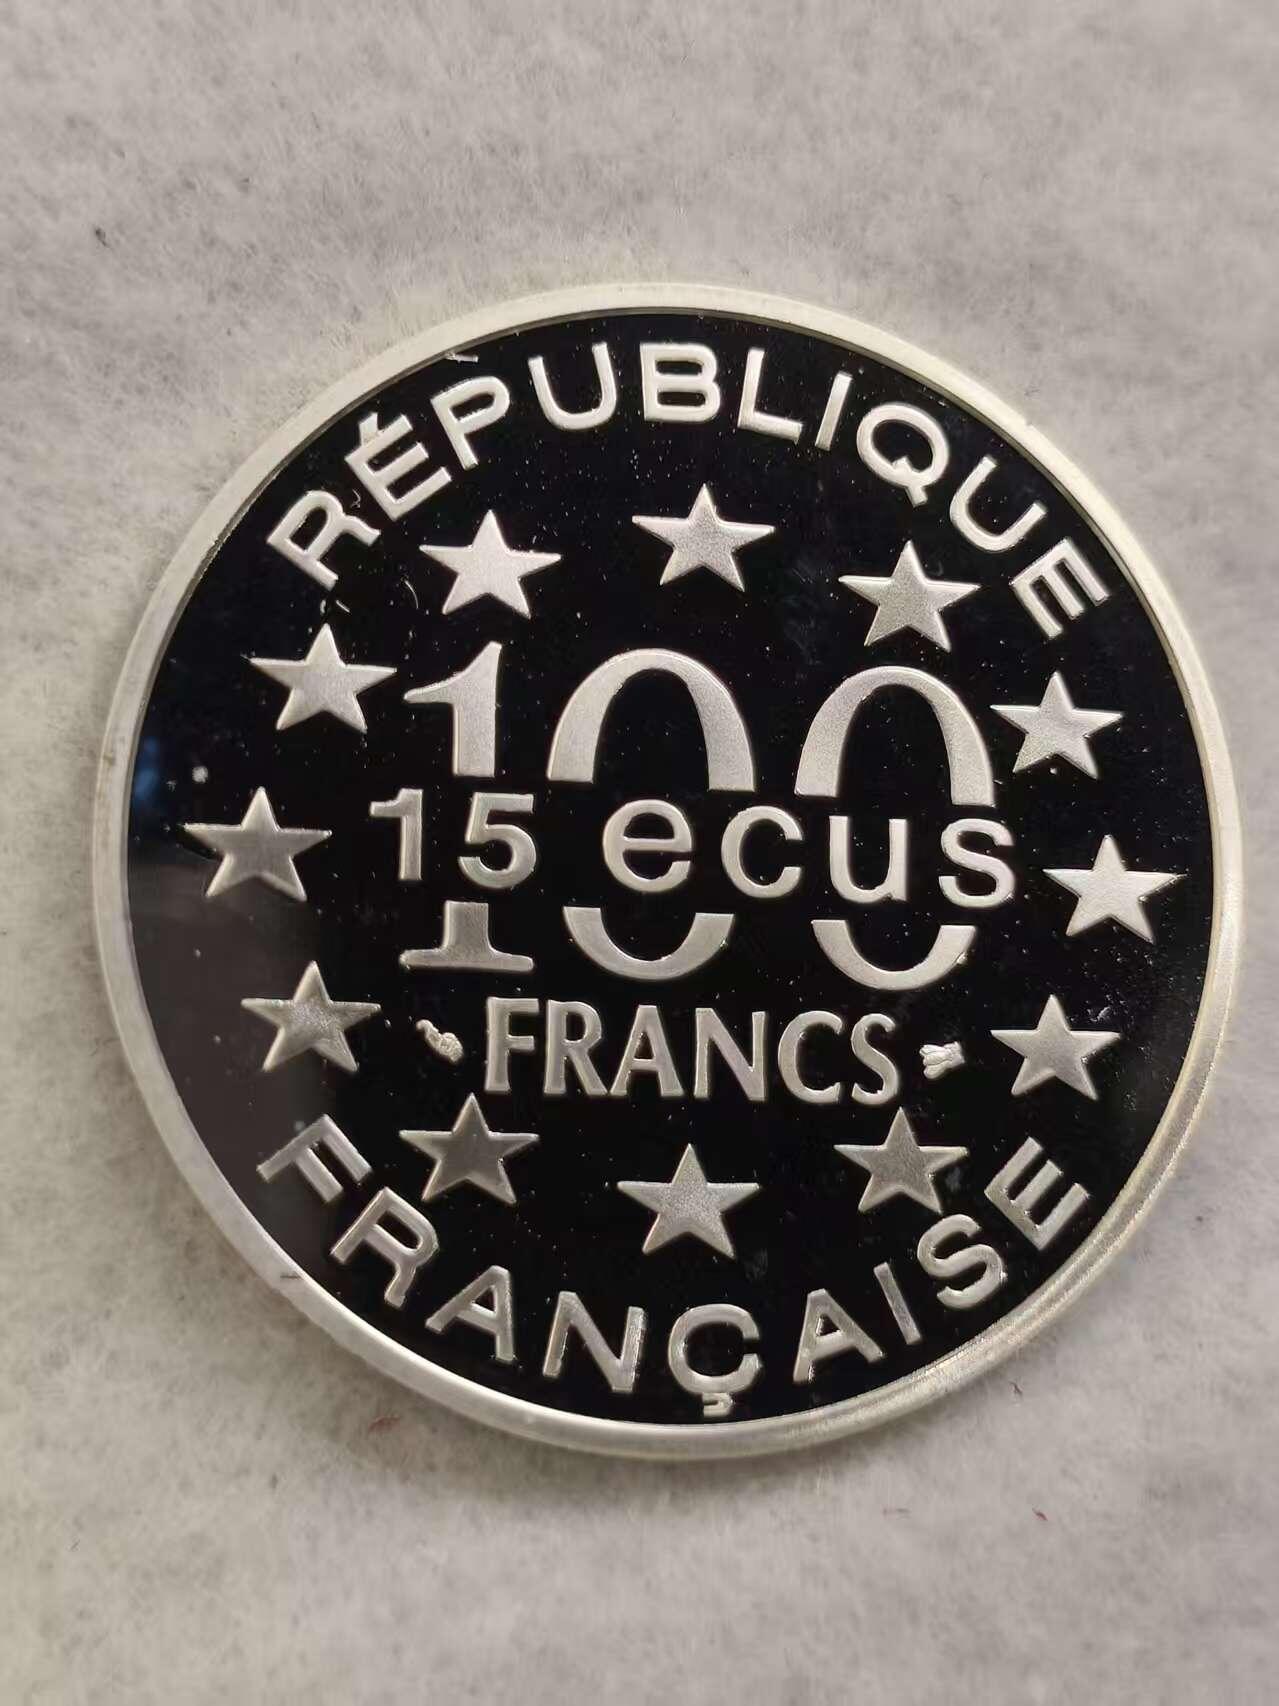 RÉPUBLIQUE
100
15 ecus
FRANCS
FRANÇAISE